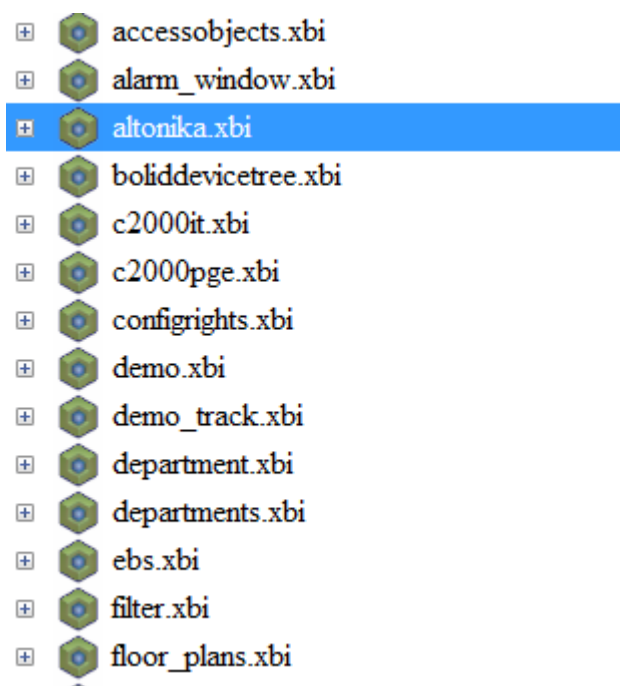 accessobjects.xbi
alarm_window.xbi
altonika.xbi
boliddevicetree.xbi
c2000it.xbi
c2000pge.xbi
configrights.xbi
demo.xbi
demo_track.xbi
department.xbi
departments.xbi
ebs.xbi
filter.xbi
floor_plans.xbi